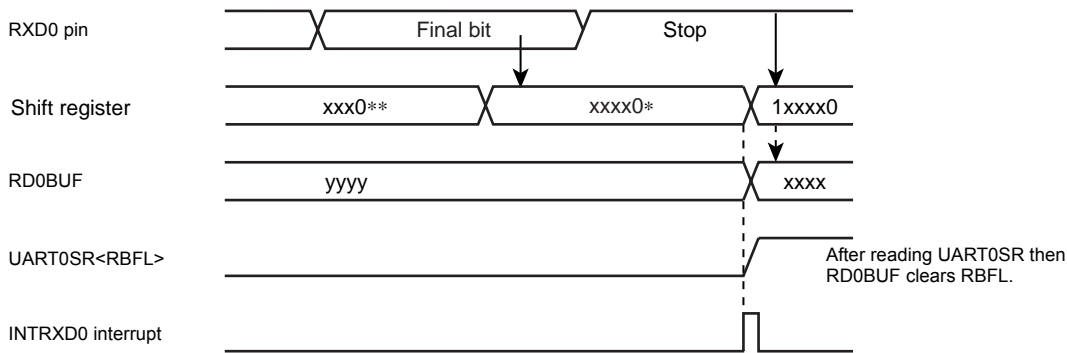 RXD0 pin
Final bit
Stop
Shift register
xxx0**
xxxx0*
1xxxx0
RD0BUF
yyyy
xxxx
UART0SR<RBFL>
After reading UART0SR then
RD0BUF clears RBFL.
INTRXD0 interrupt